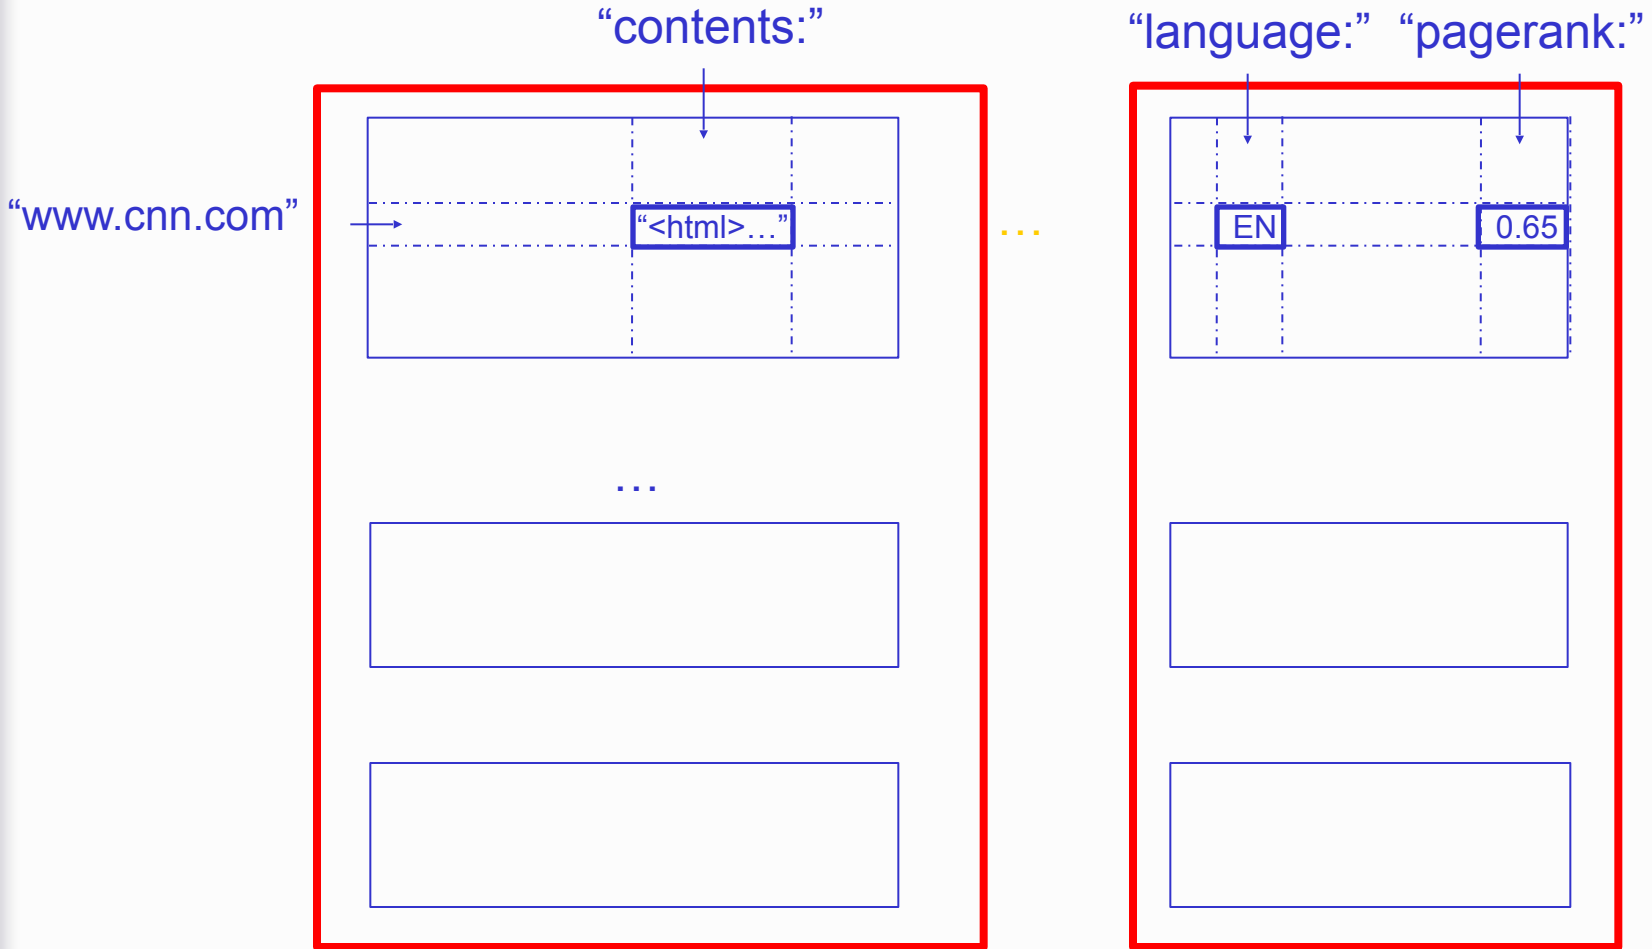 “contents:”
“language:” “pagerank:”
“www.cnn.com”
“<html>…”
…
EN
0.65
…